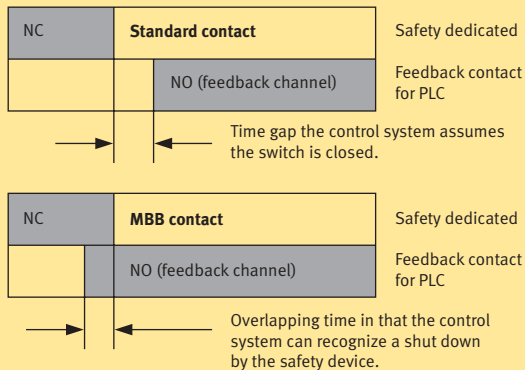 NC
Standard contact
Safety dedicated
NO (feedback channel)
Feedback contact
for PLC
Time gap the control system assumes
the switch is closed.
NC
MBB contact
Safety dedicated
NO (feedback channel)
Feedback contact
for PLC
Overlapping time in that the control
system can recognize a shut down
by the safety device.